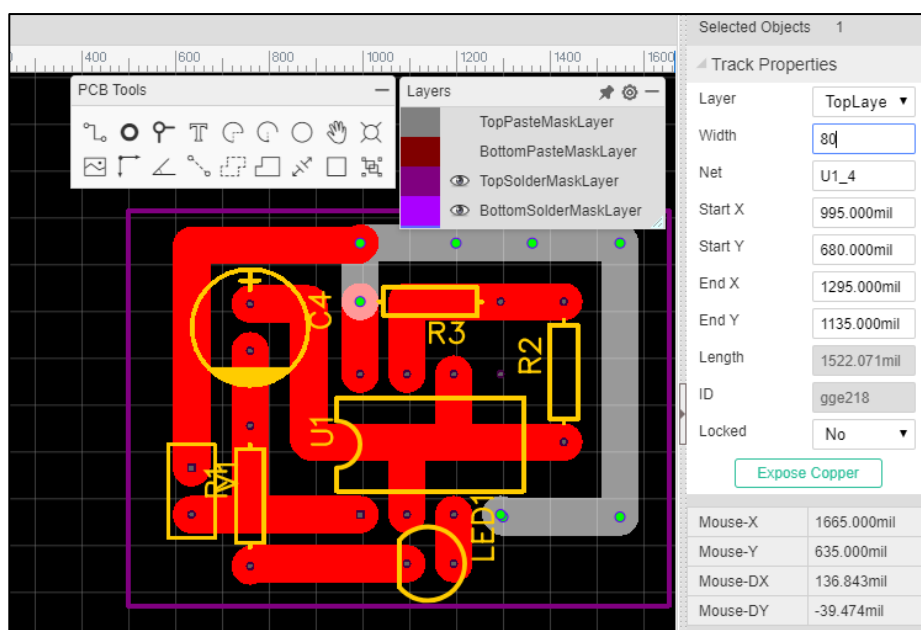 Selected Objects 1
400 600 800 1000 1200 1400 1600
PCB Tools
Layers
TopPasteMaskLayer
BottomPasteMaskLayer
TopSolderMaskLayer
BottomSolderMaskLayer
Track Properties
Layer TopLaye
Width 80
Net U1_4
Start X 995.000mil
Start Y 680.000mil
End X 1295.000mil
End Y 1135.000mil
Length 1522.071mil
ID gge218
Locked No
Expose Copper
Mouse-X 1665.000mil
Mouse-Y 635.000mil
Mouse-DX 136.843mil
Mouse-DY -39.474mil
C4
R3
R2
U1
LED1